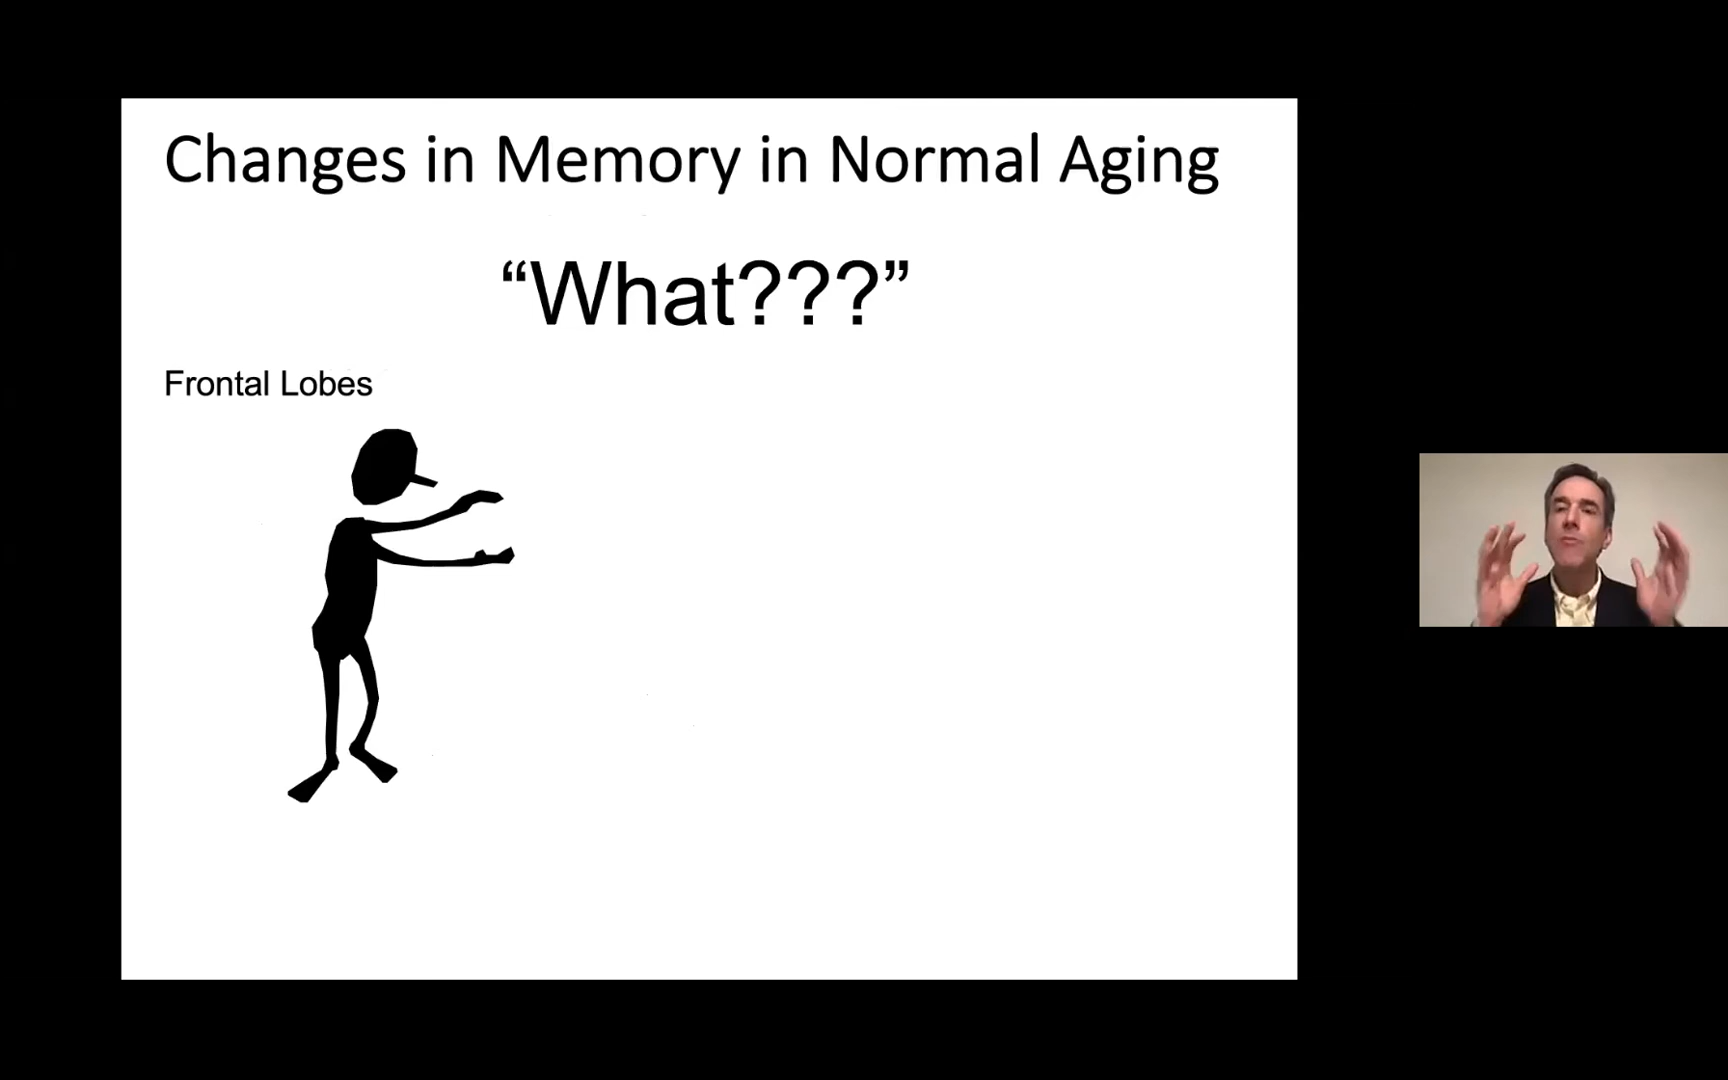 Changes in Memory in Normal Aging
“What???”
Frontal Lobes